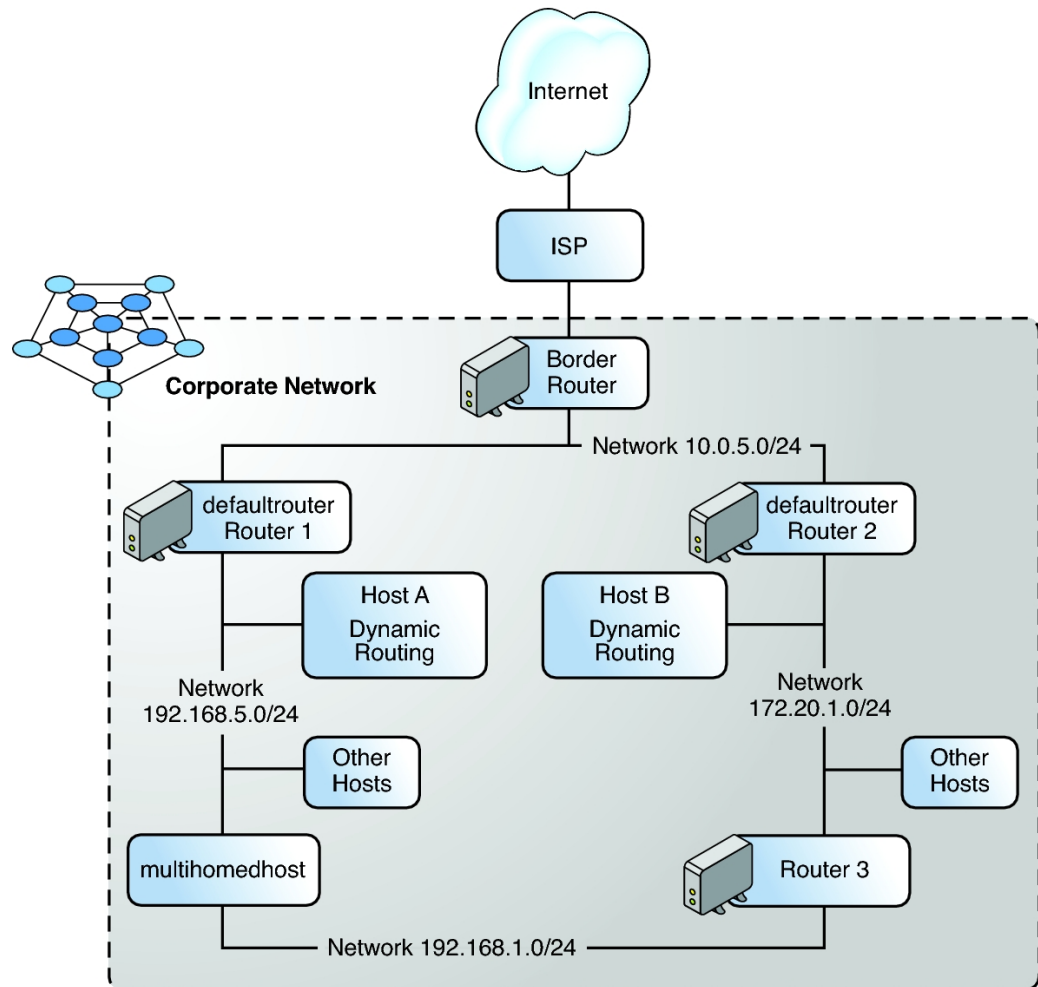 Internet
ISP
Border
Router
Corporate Network
Network 10.0.5.0/24
defaultrouter
Router 1
defaultrouter
Router 2
Host A
Dynamic
Routing
Host B
Dynamic
Routing
Network
192.168.5.0/24
Network
172.20.1.0/24
Other
Hosts
Other
Hosts
multihomedhost
Router 3
Network 192.168.1.0/24